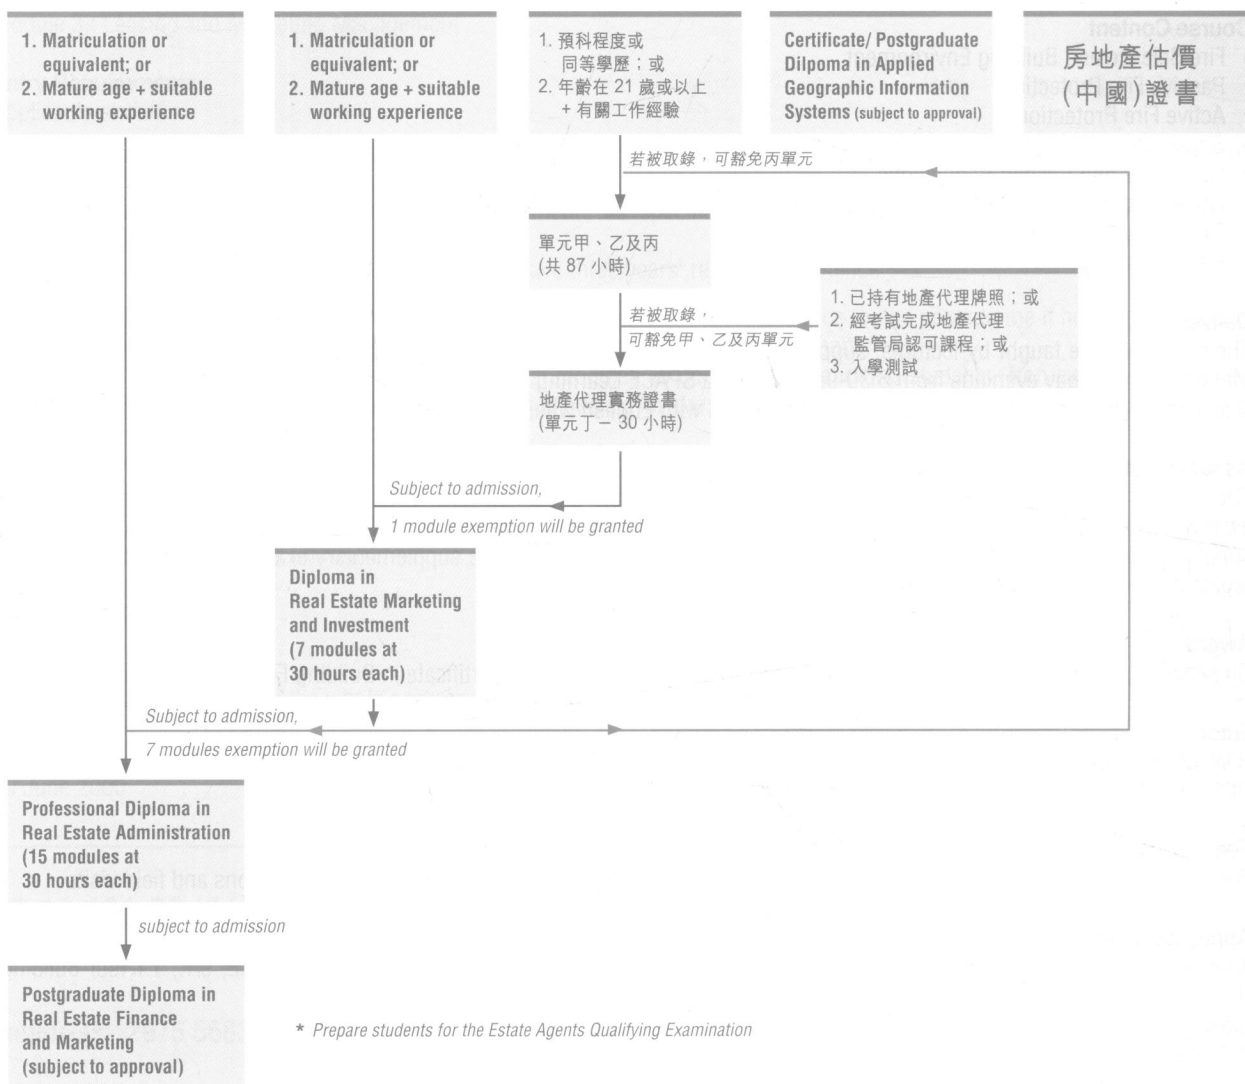 1. Matriculation or
equivalent; or
2. Mature age + suitable
working experience
1. Matriculation or
equivalent; or
2. Mature age + suitable
working experience
1. 預科程度或
同等學歷；或
2. 年齡在 21 歲或以上
+ 有關工作經驗
Certificate/ Postgraduate
Dilpoma in Applied
Geographic Information
Systems (subject to approval)
房地產估價
(中國)證書
若被取錄，可豁免丙單元
單元甲、乙及丙
(共 87 小時)
若被取錄，
可豁免甲、乙及丙單元
1. 已持有地產代理牌照；或
2. 經考試完成地產代理
監管局認可課程；或
3. 入學測試
地產代理實務證書
(單元丁－ 30 小時)
Subject to admission,
1 module exemption will be granted
Diploma in
Real Estate Marketing
and Investment
(7 modules at
30 hours each)
Subject to admission,
7 modules exemption will be granted
Professional Diploma in
Real Estate Administration
(15 modules at
30 hours each)
subject to admission
Postgraduate Diploma in
Real Estate Finance
and Marketing
(subject to approval)
* Prepare students for the Estate Agents Qualifying Examination